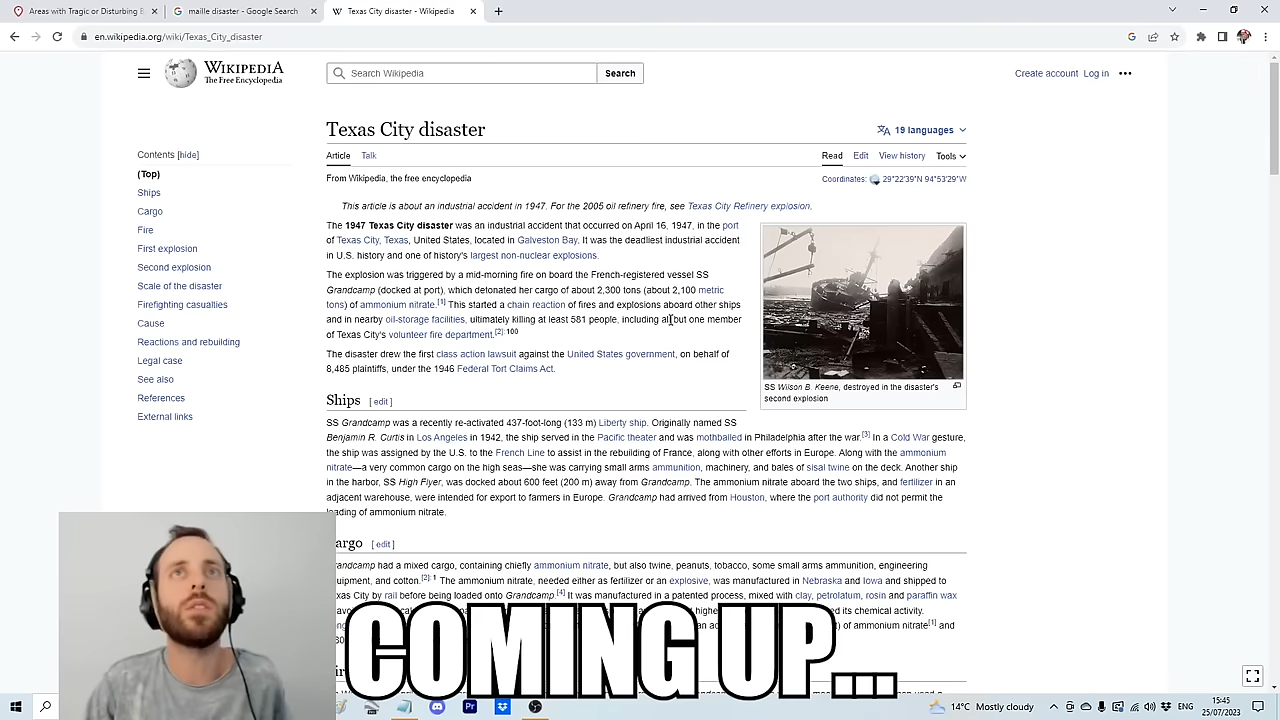 Areas with Tragic or Disturbing E
maille disaster - Google Search
Texas City disaster - Wikipedia
en.wikipedia.org/wiki/Texas_City_disaster
WIKIPEDIA
The Free Encyclopedia
Search Wikipedia
Search
Create account Log in
Texas City disaster
19 languages
Article Talk
Read Edit View history Tools
From Wikipedia, the free encyclopedia
Coordinates: 29°22′39″N 94°53′29″W
Contents [hide]
(Top)
Ships
Cargo
Fire
First explosion
Second explosion
Scale of the disaster
Firefighting casualties
Cause
Reactions and rebuilding
Legal case
See also
References
External links
This article is about an industrial accident in 1947. For the 2005 oil refinery fire, see Texas City Refinery explosion.
The 1947 Texas City disaster was an industrial accident that occurred on April 16, 1947, in the port
of Texas City, Texas, United States, located in Galveston Bay. It was the deadliest industrial accident
in U.S. history and one of history's largest non-nuclear explosions.
The explosion was triggered by a mid-morning fire on board the French-registered vessel SS
Grandcamp (docked at port), which detonated her cargo of about 2,300 tons (about 2,100 metric
tons) of ammonium nitrate.[1] This started a chain reaction of fires and explosions aboard other ships
and in nearby oil-storage facilities, ultimately killing at least 581 people, including all but one member
of Texas City's volunteer fire department.[2]:100
The disaster drew the first class action lawsuit against the United States government, on behalf of
8,485 plaintiffs, under the 1946 Federal Tort Claims Act.
SS Wilson B. Keene, destroyed in the disaster's
second explosion
Ships [ edit ]
SS Grandcamp was a recently re-activated 437-foot-long (133 m) Liberty ship. Originally named SS
Benjamin R. Curtis in Los Angeles in 1942, the ship served in the Pacific theater and was mothballed in Philadelphia after the war.[3] In a Cold War gesture,
the ship was assigned by the U.S. to the French Line to assist in the rebuilding of France, along with other efforts in Europe. Along with the ammonium
nitrate—a very common cargo on the high seas—she was carrying small arms ammunition, machinery, and bales of sisal twine on the deck. Another ship
in the harbor, SS High Flyer, was docked about 600 feet (200 m) away from Grandcamp. The ammonium nitrate aboard the two ships, and fertilizer in an
adjacent warehouse, were intended for export to farmers in Europe. Grandcamp had arrived from Houston, where the port authority did not permit the
loading of ammonium nitrate.
argo [ edit ]
randcamp had a mixed cargo, containing chiefly ammonium nitrate, but also twine, peanuts, tobacco, some small arms ammunition, engineering
uipment, and cotton.[2]:1 The ammonium nitrate, needed either as fertilizer or an explosive, was manufactured in Nebraska and Iowa and shipped to
xas City by rail before being loaded onto Grandcamp.[4] It was manufactured in a patented process, mixed with clay, petrolatum, rosin and paraffin wax
ed its chemical activity.
) of ammonium nitrate[1] and
COMING UP...
14°C Mostly cloudy
ENG
15:45
25/07/2023